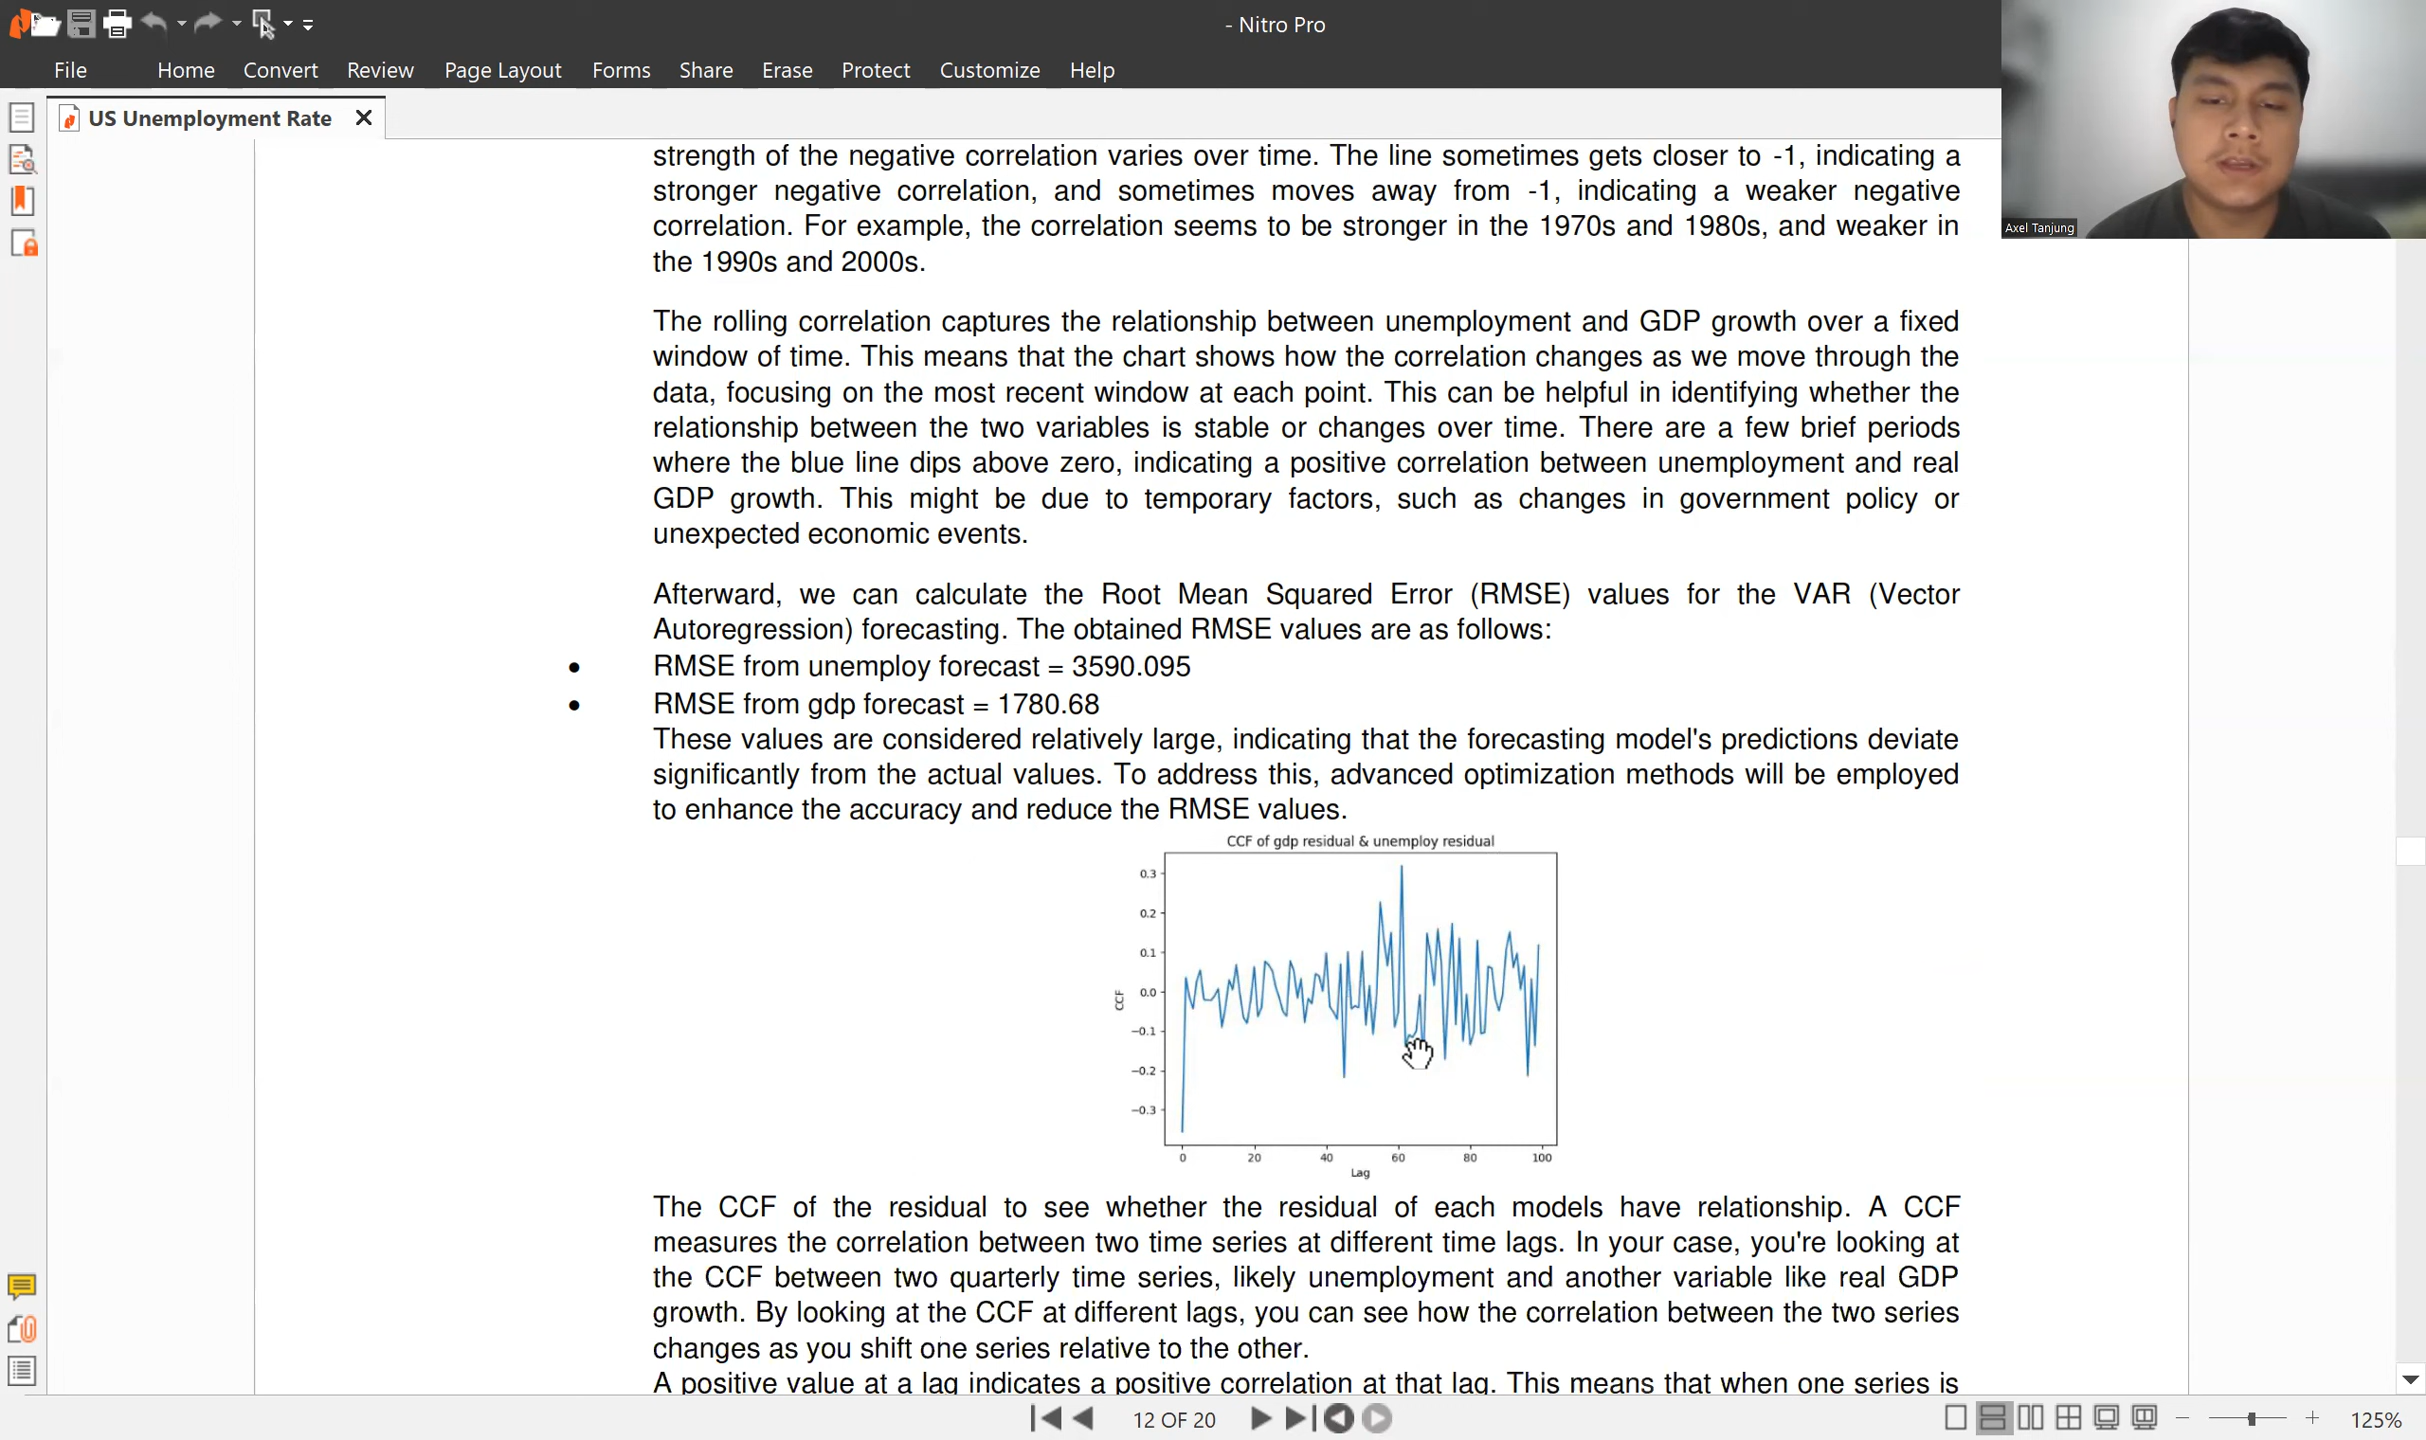 - Nitro Pro
File Home Convert Review Page Layout Forms Share Erase Protect Customize Help
US Unemployment Rate
Axel Tanjung
strength of the negative correlation varies over time. The line sometimes gets closer to -1, indicating a
stronger negative correlation, and sometimes moves away from -1, indicating a weaker negative
correlation. For example, the correlation seems to be stronger in the 1970s and 1980s, and weaker in
the 1990s and 2000s.
The rolling correlation captures the relationship between unemployment and GDP growth over a fixed
window of time. This means that the chart shows how the correlation changes as we move through the
data, focusing on the most recent window at each point. This can be helpful in identifying whether the
relationship between the two variables is stable or changes over time. There are a few brief periods
where the blue line dips above zero, indicating a positive correlation between unemployment and real
GDP growth. This might be due to temporary factors, such as changes in government policy or
unexpected economic events.
Afterward, we can calculate the Root Mean Squared Error (RMSE) values for the VAR (Vector
Autoregression) forecasting. The obtained RMSE values are as follows:
• RMSE from unemploy forecast = 3590.095
• RMSE from gdp forecast = 1780.68
These values are considered relatively large, indicating that the forecasting model's predictions deviate
significantly from the actual values. To address this, advanced optimization methods will be employed
to enhance the accuracy and reduce the RMSE values.
CCF of gdp residual & unemploy residual
0.3
0.2
0.1
0.0
−0.1
−0.2
−0.3
CCF
0 20 40 60 80 100
Lag
The CCF of the residual to see whether the residual of each models have relationship. A CCF
measures the correlation between two time series at different time lags. In your case, you're looking at
the CCF between two quarterly time series, likely unemployment and another variable like real GDP
growth. By looking at the CCF at different lags, you can see how the correlation between the two series
changes as you shift one series relative to the other.
A positive value at a lag indicates a positive correlation at that lag. This means that when one series is
12 OF 20
125%